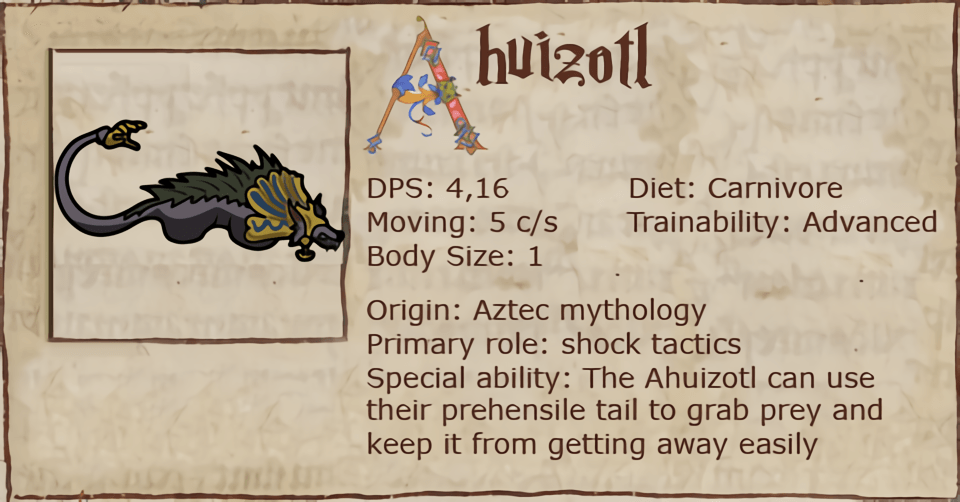 Ahuizotl
DPS: 4,16
Diet: Carnivore
Moving: 5 c/s
Trainability: Advanced
Body Size: 1
Origin: Aztec mythology
Primary role: shock tactics
Special ability: The Ahuizotl can use
their prehensile tail to grab prey and
keep it from getting away easily